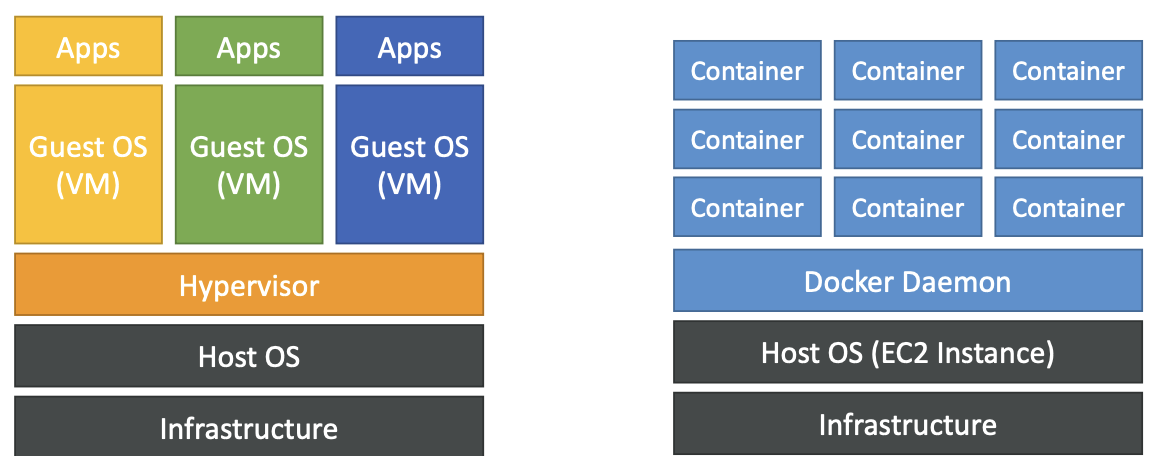 Apps
Apps
Apps
Guest OS
(VM)
Guest OS
(VM)
Guest OS
(VM)
Hypervisor
Host OS
Infrastructure
Container
Container
Container
Container
Container
Container
Container
Container
Container
Docker Daemon
Host OS (EC2 Instance)
Infrastructure